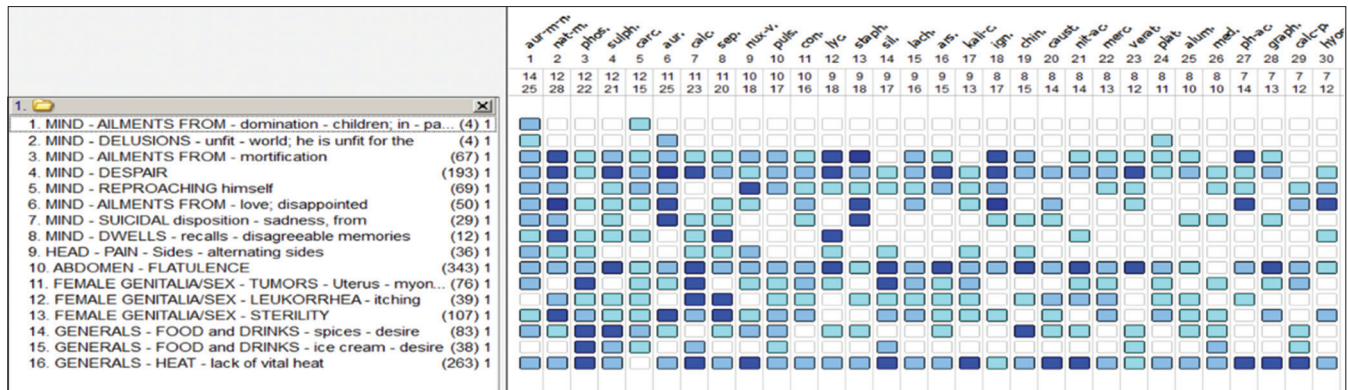 aur-m-n. nat-m. phos. sulph. carc. aur. calc. sep. nux-v. puls. con. lyc. staph. sil. lach. ars. kali-c. ign. chin. caust. nit-ac. merc. verat. plat. alum. med. ph-ac. graph. calc-p. hyos
1 2 3 4 5 6 7 8 9 10 11 12 13 14 15 16 17 18 19 20 21 22 23 24 25 26 27 28 29 30
14 12 12 12 12 11 11 11 10 10 10 9 9 9 9 9 9 8 8 8 8 8 8 8 8 8 7 7 7 7
25 28 22 21 15 25 23 20 18 17 16 18 18 17 16 16 13 17 14 14 14 12 12 11 10 10 14 13 12 12
1.
1. MIND - AILMENTS FROM - domination - children; in - pa... (4) 1
2. MIND - DELUSIONS - unfit - world; he is unfit for the (4) 1
3. MIND - AILMENTS FROM - mortification (67) 1
4. MIND - DESPAIR (193) 1
5. MIND - REPROACHING himself (69) 1
6. MIND - AILMENTS FROM - love; disappointed (50) 1
7. MIND - SUICIDAL disposition - sadness, from (29) 1
8. MIND - DWELLS - recalls - disagreeable memories (12) 1
9. HEAD - PAIN - Sides - alternating sides (36) 1
10. ABDOMEN - FLATULENCE (343) 1
11. FEMALE GENITALIA/SEX - TUMORS - Uterus - myon... (76) 1
12. FEMALE GENITALIA/SEX - LEUKORRHEA - itching (39) 1
13. FEMALE GENITALIA/SEX - STERILITY (107) 1
14. GENERALS - FOOD and DRINKS - spices - desire (83) 1
15. GENERALS - FOOD and DRINKS - ice cream - desire (38) 1
16. GENERALS - HEAT - lack of vital heat (263) 1